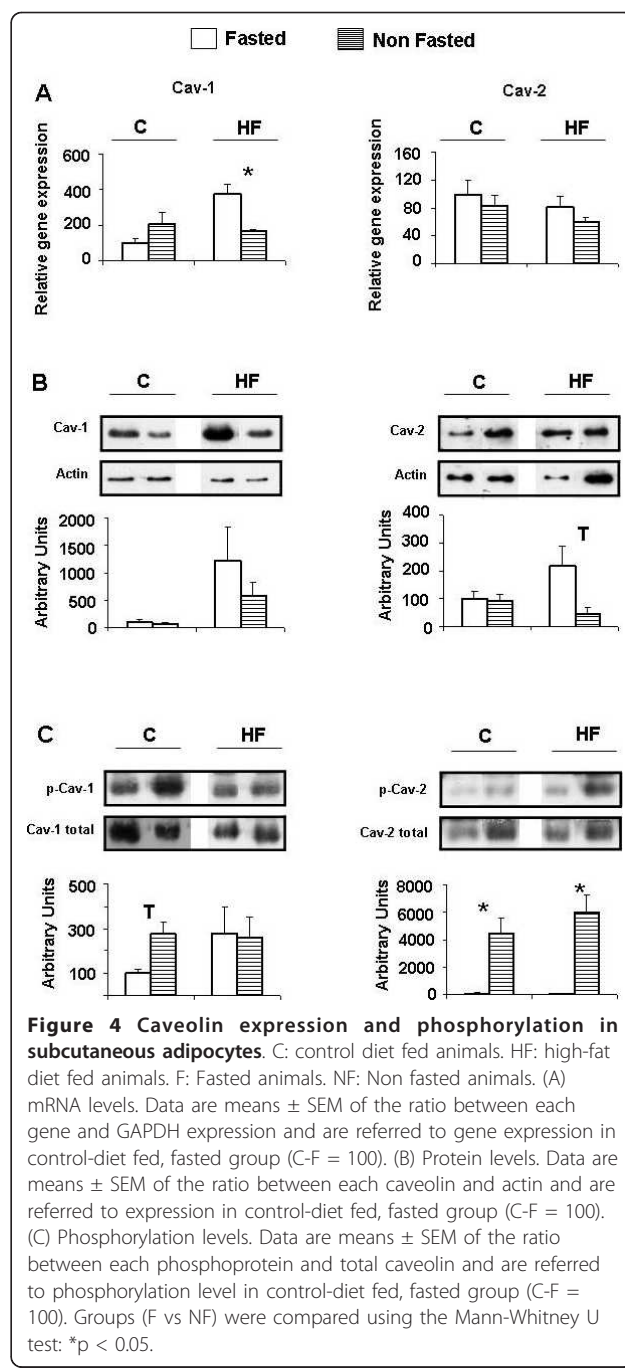 Fasted Non Fasted
Cav-1 Cav-2
A
C HF C HF
Relative gene expression
600
400
200
0
*
Relative gene expression
160
120
80
40
0
B
C HF C HF
Cav-1
Actin
Cav-2
Actin
Arbitrary Units
2000
1500
1000
500
0
Arbitrary Units
400
300
200
100
0
T
C
C HF C HF
p-Cav-1
Cav-1 total
p-Cav-2
Cav-2 total
Arbitrary Units
500
300
100
T
Arbitrary Units
8000
6000
4000
2000
0
* *
Figure 4 Caveolin expression and phosphorylation in
subcutaneous adipocytes. C: control diet fed animals. HF: high-fat
diet fed animals. F: Fasted animals. NF: Non fasted animals. (A)
mRNA levels. Data are means ± SEM of the ratio between each
gene and GAPDH expression and are referred to gene expression in
control-diet fed, fasted group (C-F = 100). (B) Protein levels. Data are
means ± SEM of the ratio between each caveolin and actin and are
referred to expression in control-diet fed, fasted group (C-F = 100).
(C) Phosphorylation levels. Data are means ± SEM of the ratio
between each phosphoprotein and total caveolin and are referred
to phosphorylation level in control-diet fed, fasted group (C-F =
100). Groups (F vs NF) were compared using the Mann-Whitney U
test: *p < 0.05.